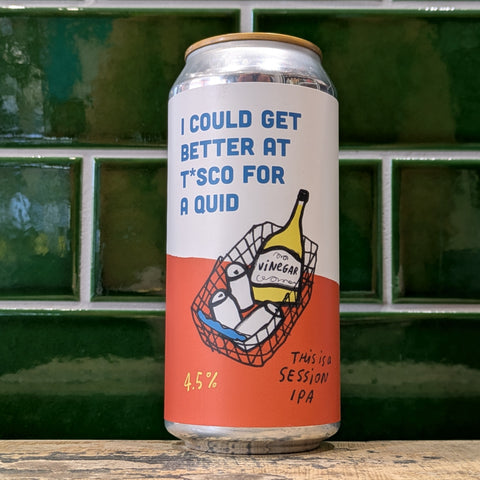 I COULD GET
BETTER AT
T*SCO FOR
A QUID
VINEGAR
4.5%
THIS IS A
SESSION
IPA